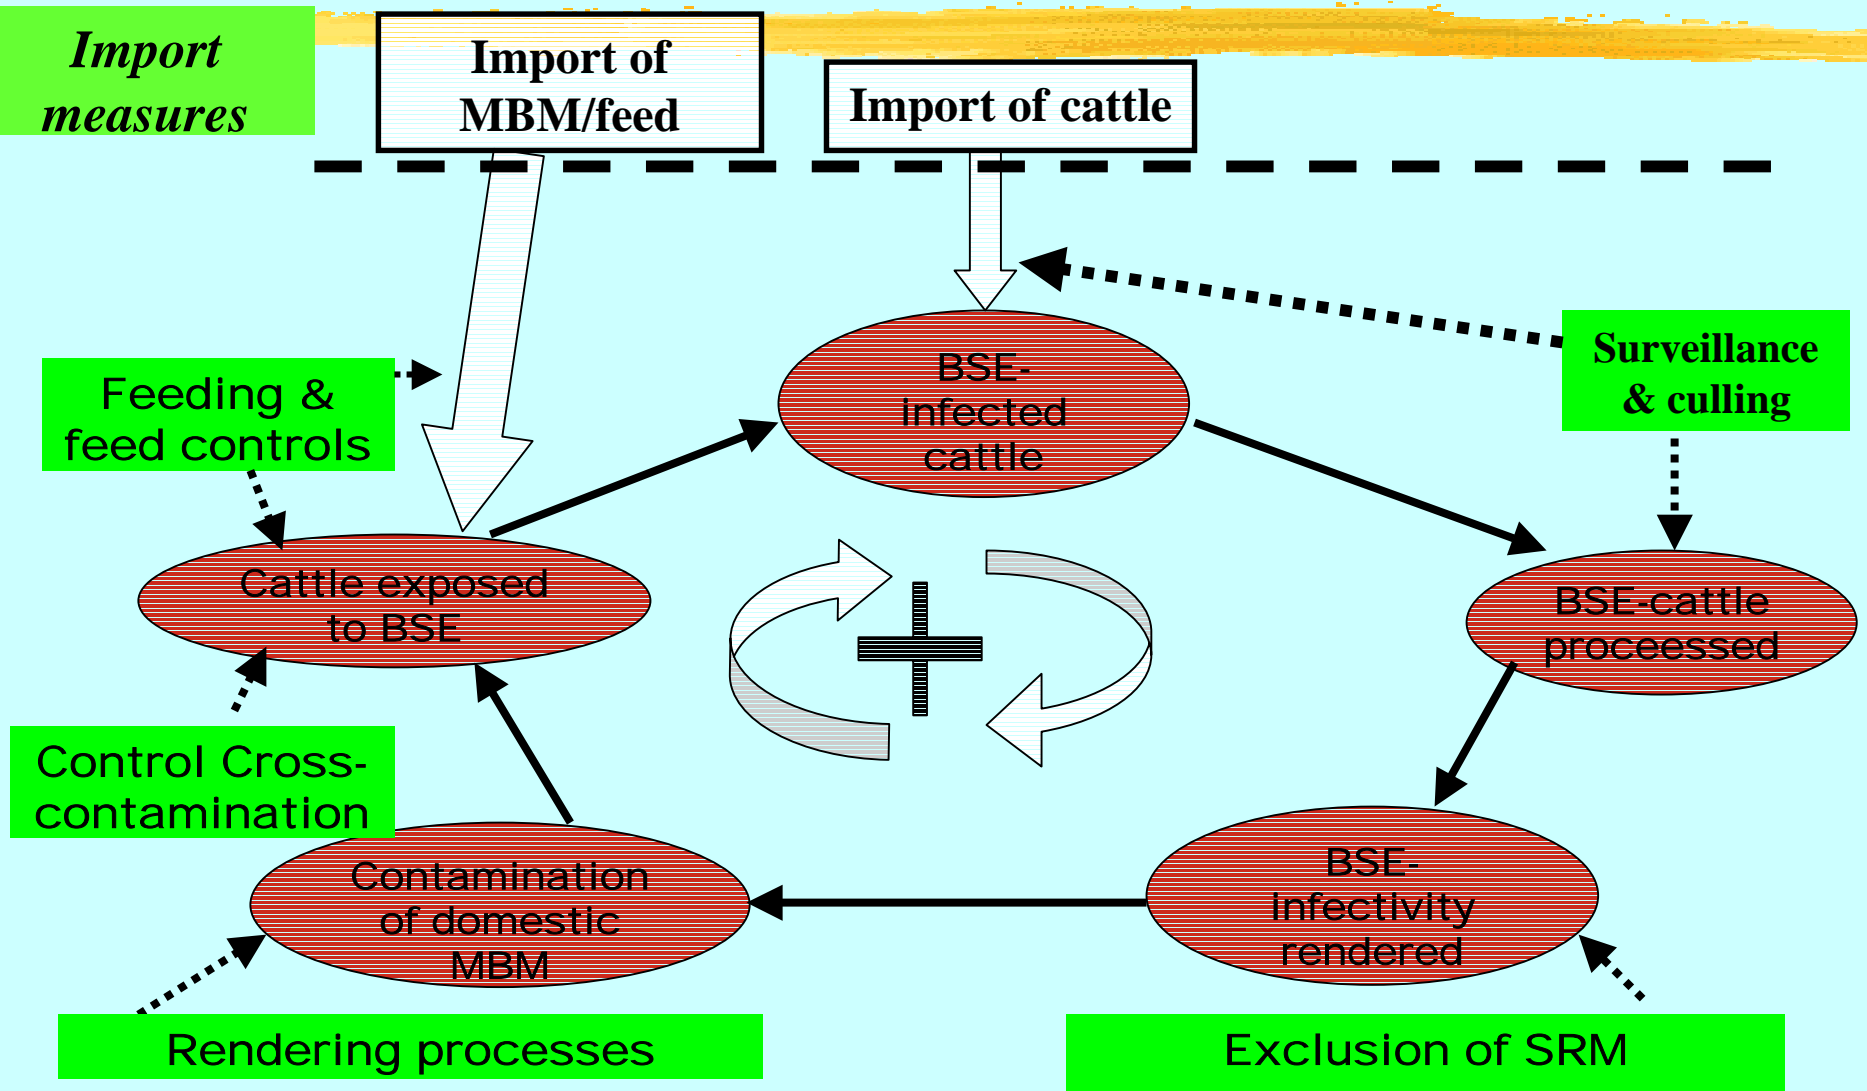 Import
measures
Import of
MBM/feed
Import of cattle
Surveillance
& culling
Feeding &
feed controls
BSE-
infected
cattle
Cattle exposed
to BSE
BSE-cattle
proceessed
Control Cross-
contamination
Contamination
of domestic
MBM
BSE-
infectivity
rendered
Rendering processes
Exclusion of SRM